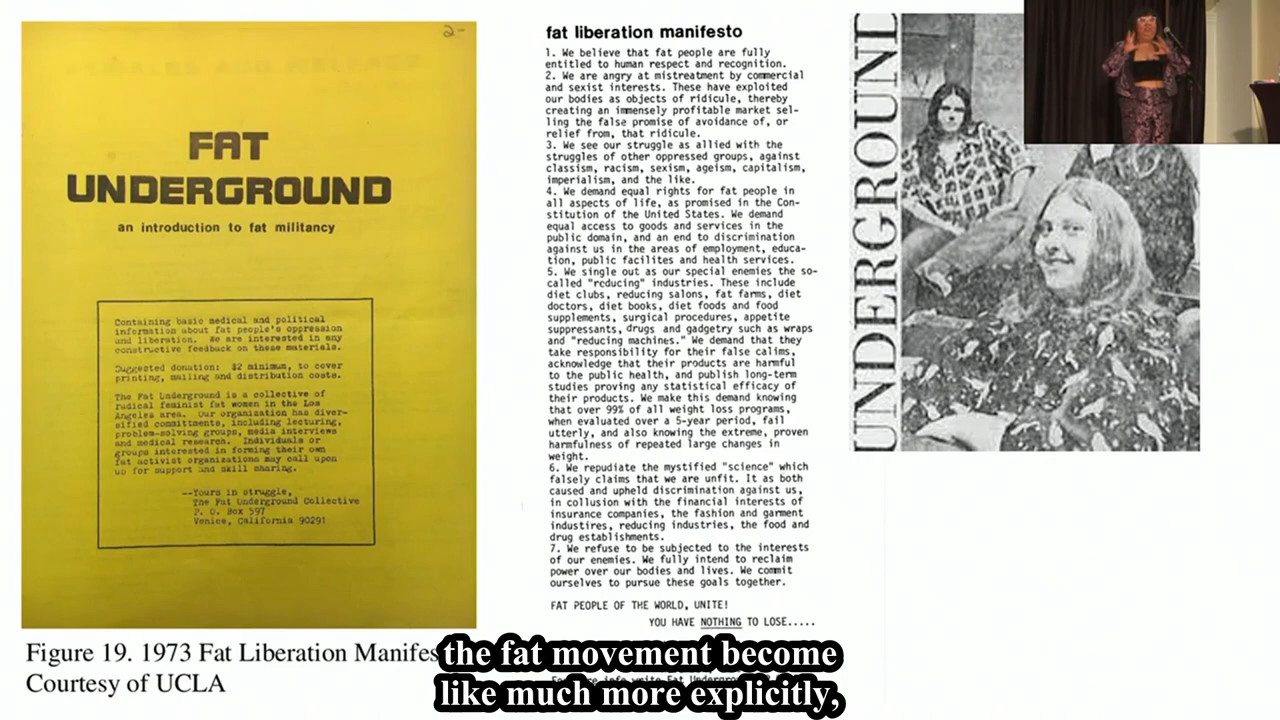 2-
FAT
UNDERGROUND
an introduction to fat militancy
Containing basic medical and political
information about fat people's oppression
and liberation. We are interested in any
constructive feedback on these materials.
Suggested donation: $2 minimum, to cover
printing, mailing and distribution costs.
The Fat Underground is a collective of
radical feminist fat women in the Los
Angeles area. Our organization has diver-
sified commitments, including lecturing,
problem-solving groups, media interviews
and medical research. Individuals or
groups interested in forming their own
fat activist organizations may call upon
us for support and skill sharing.
--Yours in struggle,
The Fat Underground Collective
P. O. Box 597
Venice, California 90291
Figure 19. 1973 Fat Liberation Manifes
Courtesy of UCLA
fat liberation manifesto
1. We believe that fat people are fully
entitled to human respect and recognition.
2. We are angry at mistreatment by commercial
and sexist interests. These have exploited
our bodies as objects of ridicule, thereby
creating an immensely profitable market sel-
ling the false promise of avoidance of, or
relief from, that ridicule.
3. We see our struggle as allied with the
struggles of other oppressed groups, against
classism, racism, sexism, ageism, capitalism,
imperialism, and the like.
4. We demand equal rights for fat people in
all aspects of life, as promised in the Con-
stitution of the United States. We demand
equal access to goods and services in the
public domain, and an end to discrimination
against us in the areas of employment, educa-
tion, public facilites and health services.
5. We single out as our special enemies the so-
called "reducing" industries. These include
diet clubs, reducing salons, fat farms, diet
doctors, diet books, diet foods and food
supplements, surgical procedures, appetite
suppressants, drugs and gadgetry such as wraps
and "reducing machines." We demand that they
take responsibility for their false calims,
acknowledge that their products are harmful
to the public health, and publish long-term
studies proving any statistical efficacy of
their products. We make this demand knowing
that over 99% of all weight loss programs,
when evaluated over a 5-year period, fail
utterly, and also knowing the extreme, proven
harmfulness of repeated large changes in
weight.
6. We repudiate the mystified "science" which
falsely claims that we are unfit. It as both
caused and upheld discrimination against us,
in collusion with the financial interests of
insurance companies, the fashion and garment
industires, reducing industries, the food and
drug establishments.
7. We refuse to be subjected to the interests
of our enemies. We fully intend to reclaim
power over our bodies and lives. We commit
ourselves to pursue these goals together.
FAT PEOPLE OF THE WORLD, UNITE!
YOU HAVE NOTHING TO LOSE.....
UNDERGROUND
the fat movement become
like much more explicitly,